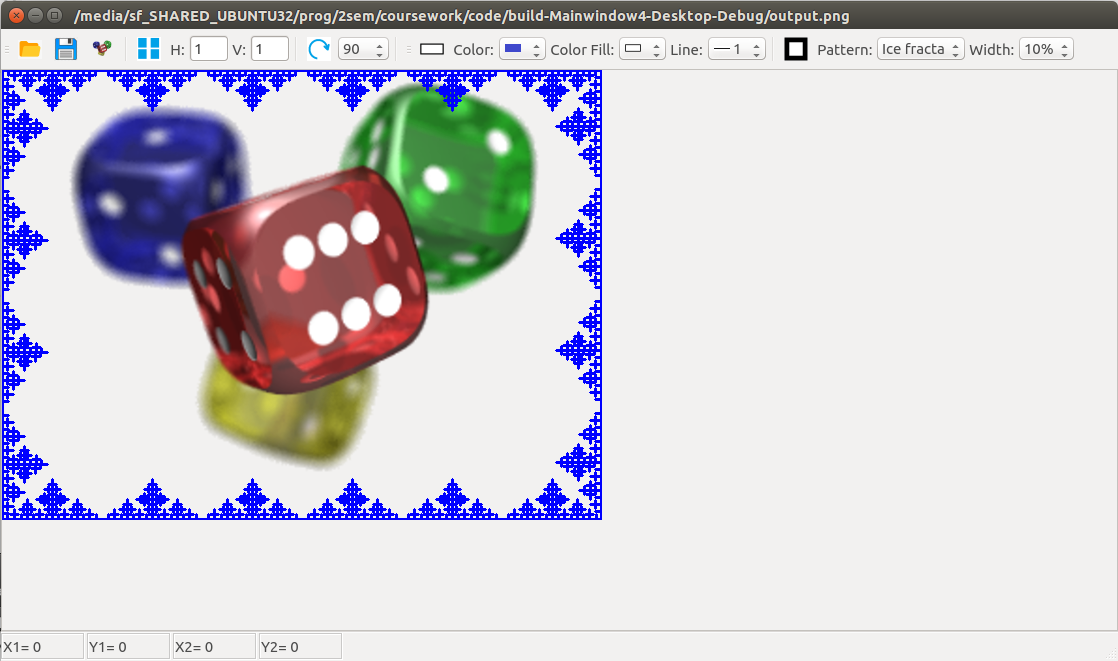 /media/sf_SHARED_UBUNTU32/prog/2sem/coursework/code/build-Mainwindow4-Desktop-Debug/output.png
H: 1 V: 1 90 Color: Color Fill: Line: 1 Pattern: Ice fracta Width: 10%
X1= 0 Y1= 0 X2= 0 Y2= 0